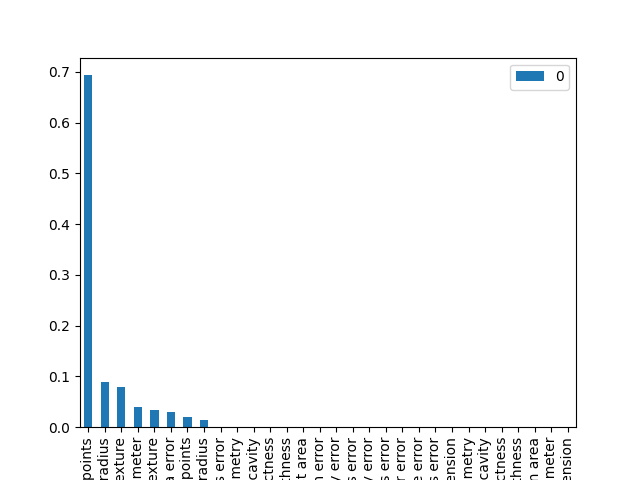 0.7
0.6
0.5
0.4
0.3
0.2
0.1
0.0
0
points
radius
exture
meter
exture
a error
points
radius
s error
metry
cavity
ctness
thness
t area
n error
y error
s error
y error
s error
r error
e error
s error
ension
metry
cavity
ctness
thness
n area
meter
ension